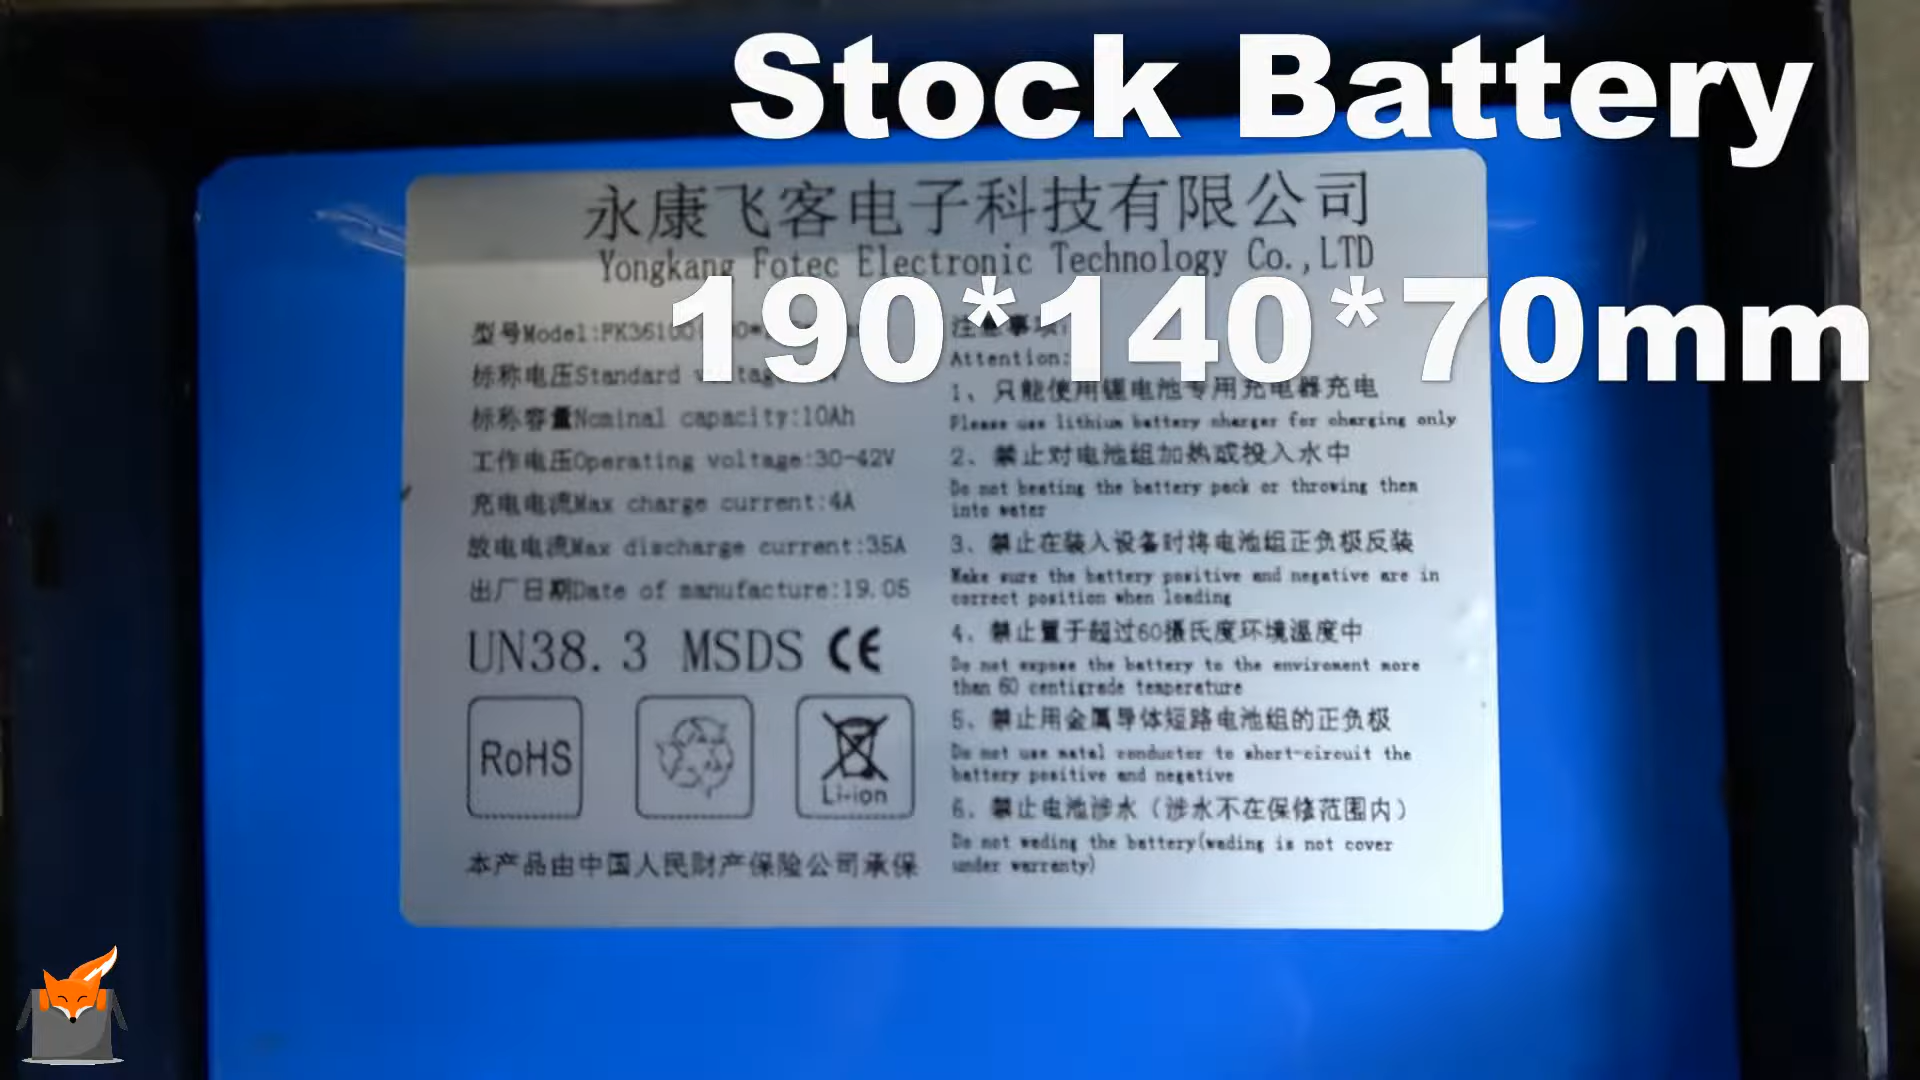 Stock Battery
永康飞客电子科技有限公司
Yongkang Fotec Electronic Technology Co.,LTD
190*140*70mm
型号Model:FK36100
标称电压Standard voltage
标称容量Nominal capacity:10Ah
工作电压Operating voltage:30-42V
充电电流Max charge current:4A
放电电流Max discharge current:35A
出厂日期Date of manufacture:19.05
UN38.3 MSDS CE
RoHS
Li-ion
本产品由中国人民财产保险公司承保
注意事项:
Attention:
1、只能使用锂电池专用充电器充电
Please use lithium battery charger for charging only
2、禁止对电池组加热或投入水中
Do not heating the battery pack or throwing them
into water
3、禁止在装入设备时将电池组正负极反装
Make sure the battery positive and negative are in
correct position when loading
4、禁止置于超过60摄氏度环境温度中
Do not expose the battery to the enviroment more
than 60 centigrade temperature
5、禁止用金属导体短路电池组的正负极
Do not use metal conductor to short-circuit the
battery positive and negative
6、禁止电池涉水（涉水不在保修范围内）
Do not wading the battery(wading is not cover
under warranty)